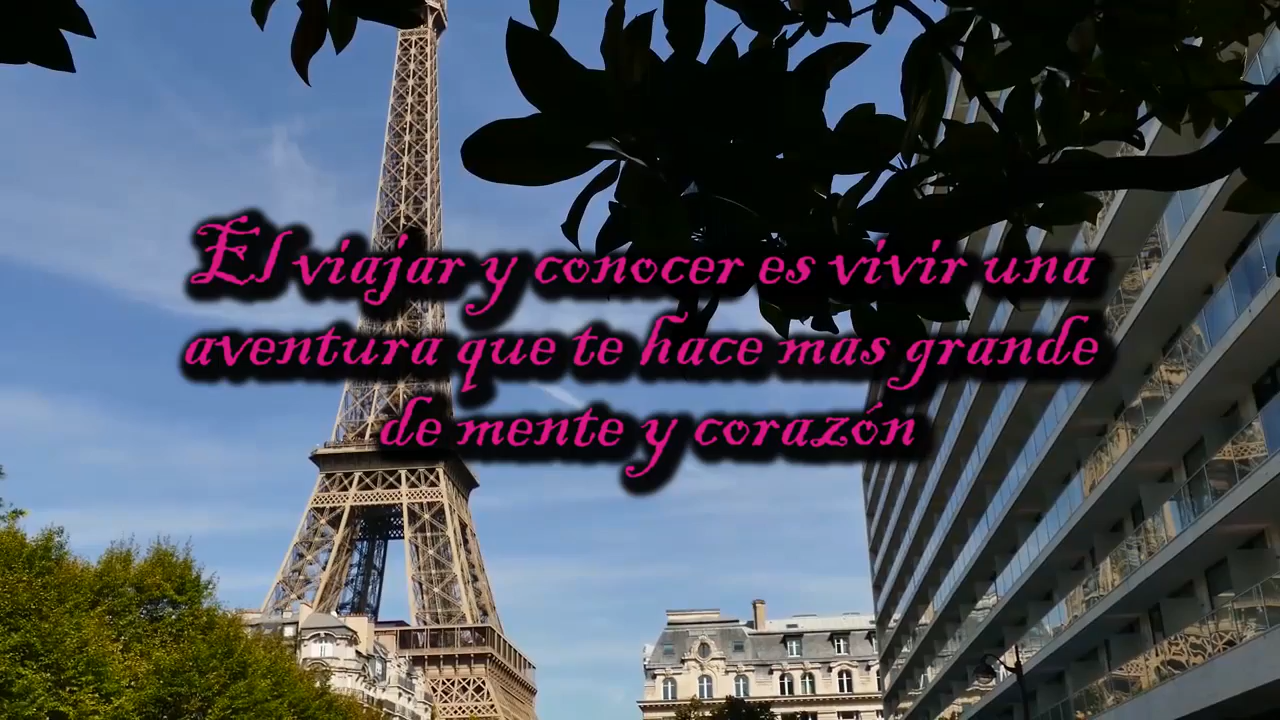 El viajar y conocer es vivir una
aventura que te hace mas grande
de mente y corazón